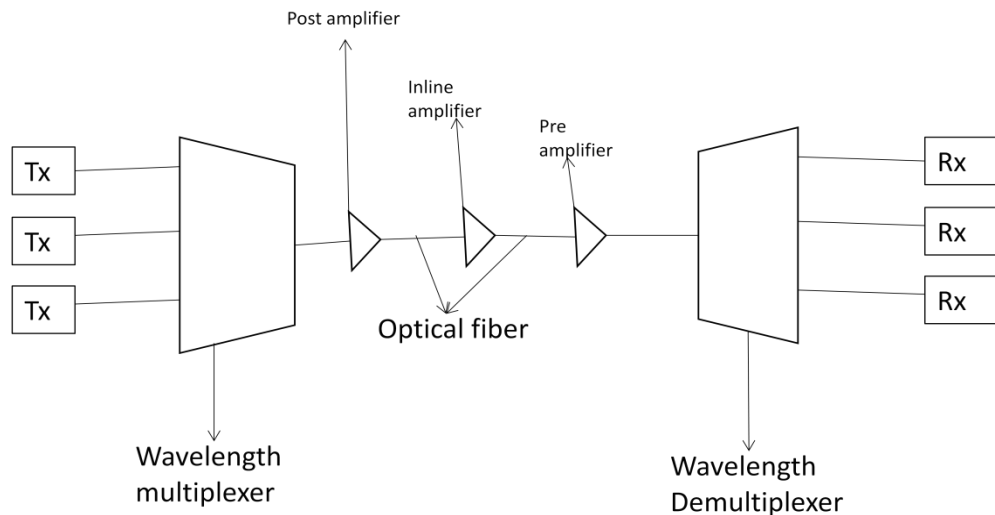 Post amplifier
Inline
amplifier
Pre
amplifier
Tx
Rx
Tx
Rx
Tx
Rx
Optical fiber
Wavelength
multiplexer
Wavelength
Demultiplexer